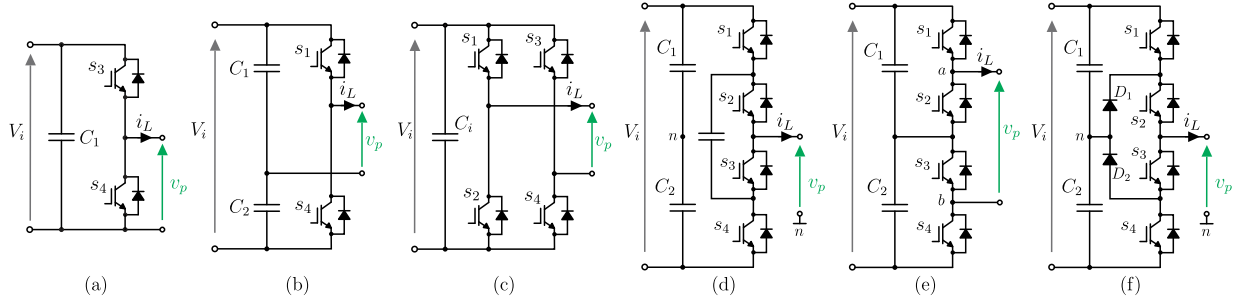 V_i
C_1
s_3
s_4
i_L
v_p
(a)
V_i
C_1
C_2
s_1
s_4
i_L
v_p
(b)
V_i
C_i
s_1
s_3
s_2
s_4
i_L
v_p
(c)
V_i
C_1
n
C_2
s_1
s_2
s_3
s_4
i_L
v_p
n
(d)
V_i
C_1
C_2
s_1
a
s_2
s_3
b
s_4
i_L
v_p
(e)
V_i
C_1
n
C_2
D_1
D_2
s_1
s_2
s_3
s_4
i_L
v_p
n
(f)